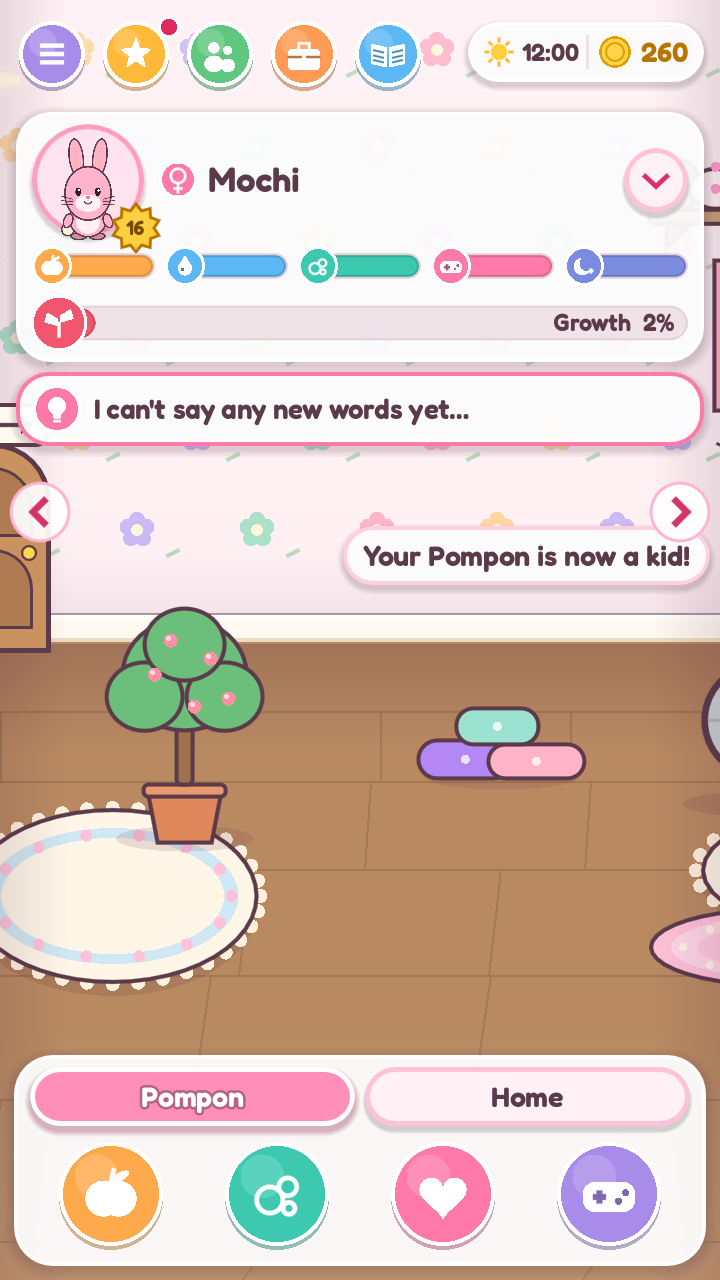 12:00
260
Mochi
16
Growth 2%
I can't say any new words yet...
Your Pompon is now a kid!
Pompon
Home